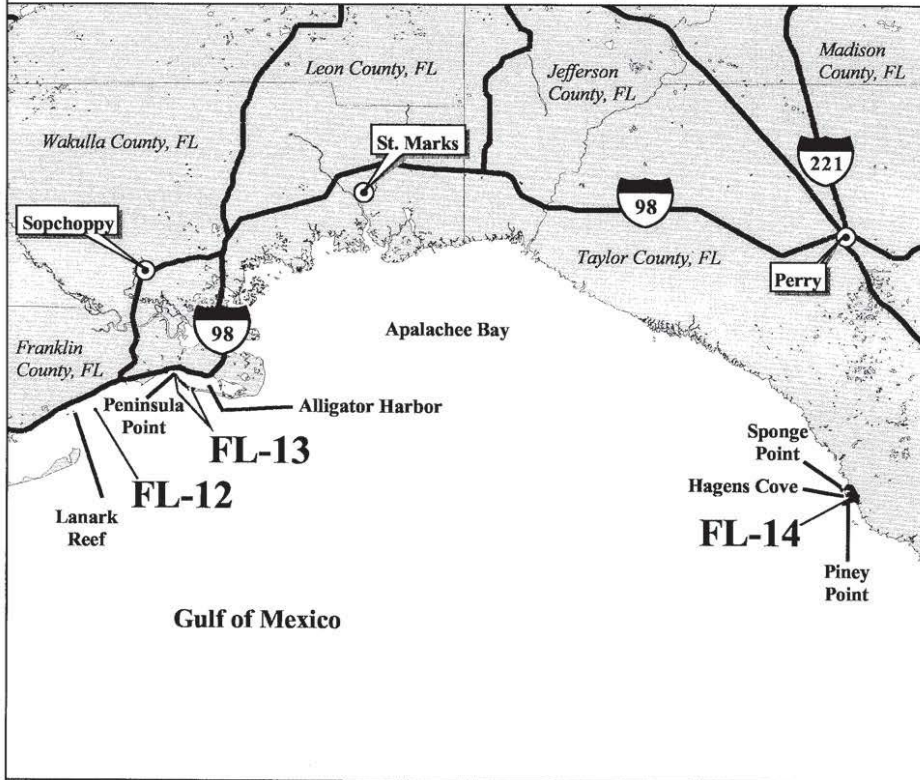 Leon County, FL
Jefferson
County, FL
Madison
County, FL
Wakulla County, FL
St. Marks
221
98
Sopchoppy
Taylor County, FL
Perry
98
Apalachee Bay
Franklin
County, FL
Peninsula
Point
Alligator Harbor
FL-13
FL-12
Lanark
Reef
Sponge
Point
Hagens Cove
FL-14
Piney
Point
Gulf of Mexico